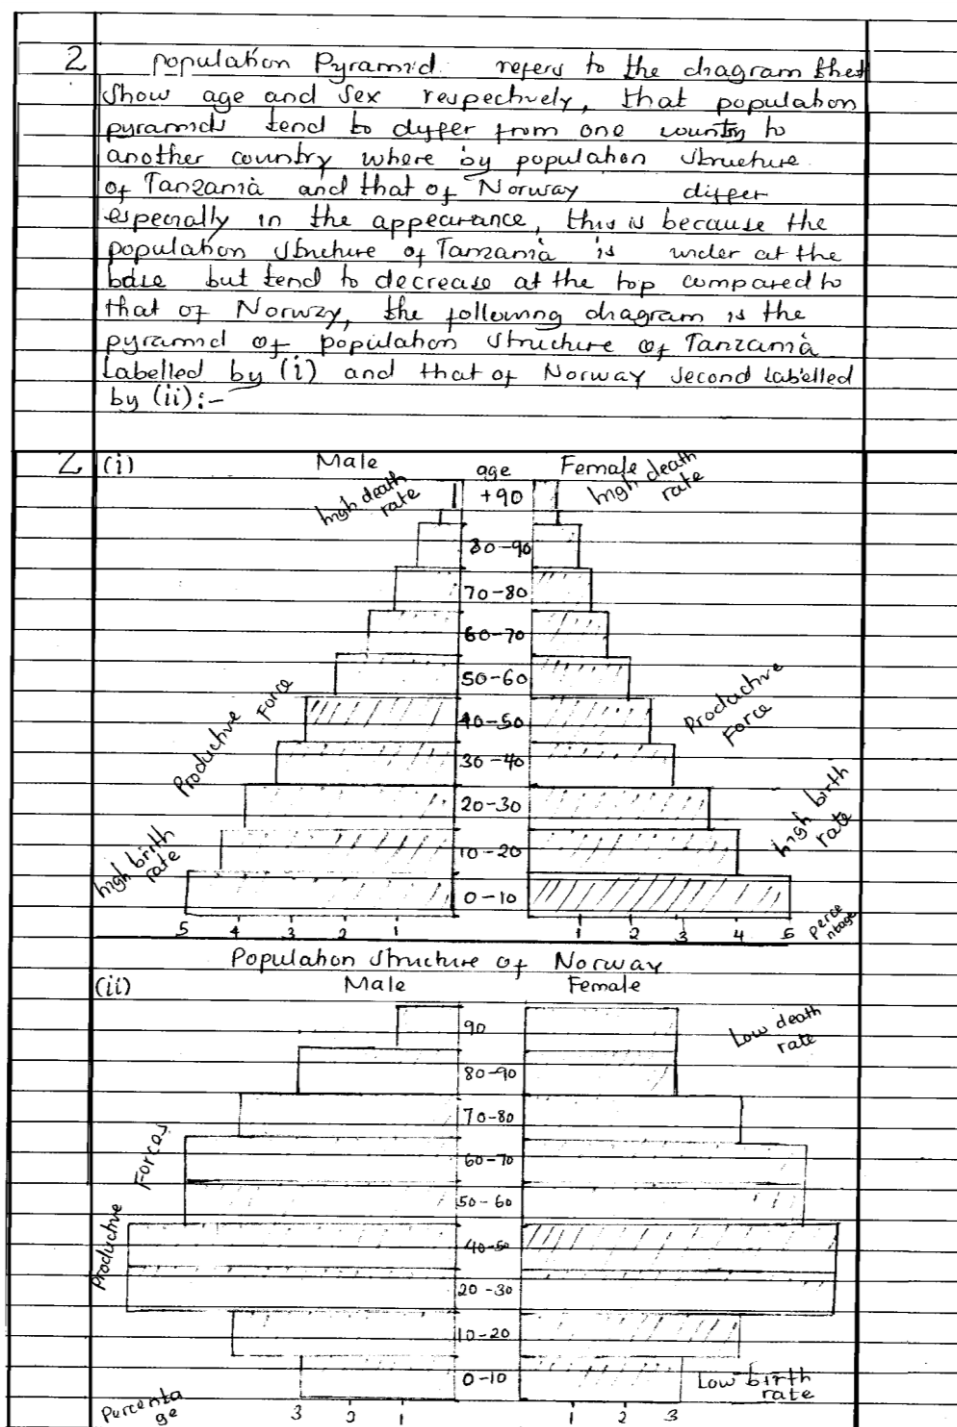 2 population Pyramid. refers to the diagram that
show age and sex respectively, that population
pyramids tend to dyfer from one country to
another country where by population structure
of Tanzania and that of Norway differ
especially in the appearance, this is because the
population structure of Tanzania is wider at the
base but tend to decrease at the top compared to
that of Norway, the following diagram is the
pyramid of population structure of Tanzania
Labelled by (i) and that of Norway second labelled
by (ii):-
2 (i) Male age Female
high death rate +90 high death rate
80-90
70-80
60-70
50-60
Productive Force 40-50 Productive Force
30-40
20-30
high birth rate 10-20 high birth rate
0-10
5 4 3 2 1 1 2 3 4 5 percentage
Population structure of Norway
(ii) Male Female
90 Low death rate
80-90
70-80
Forces 60-70
50-60
Productive 40-50
20-30
10-20
0-10 Low birth rate
Percentage 3 2 1 1 2 3